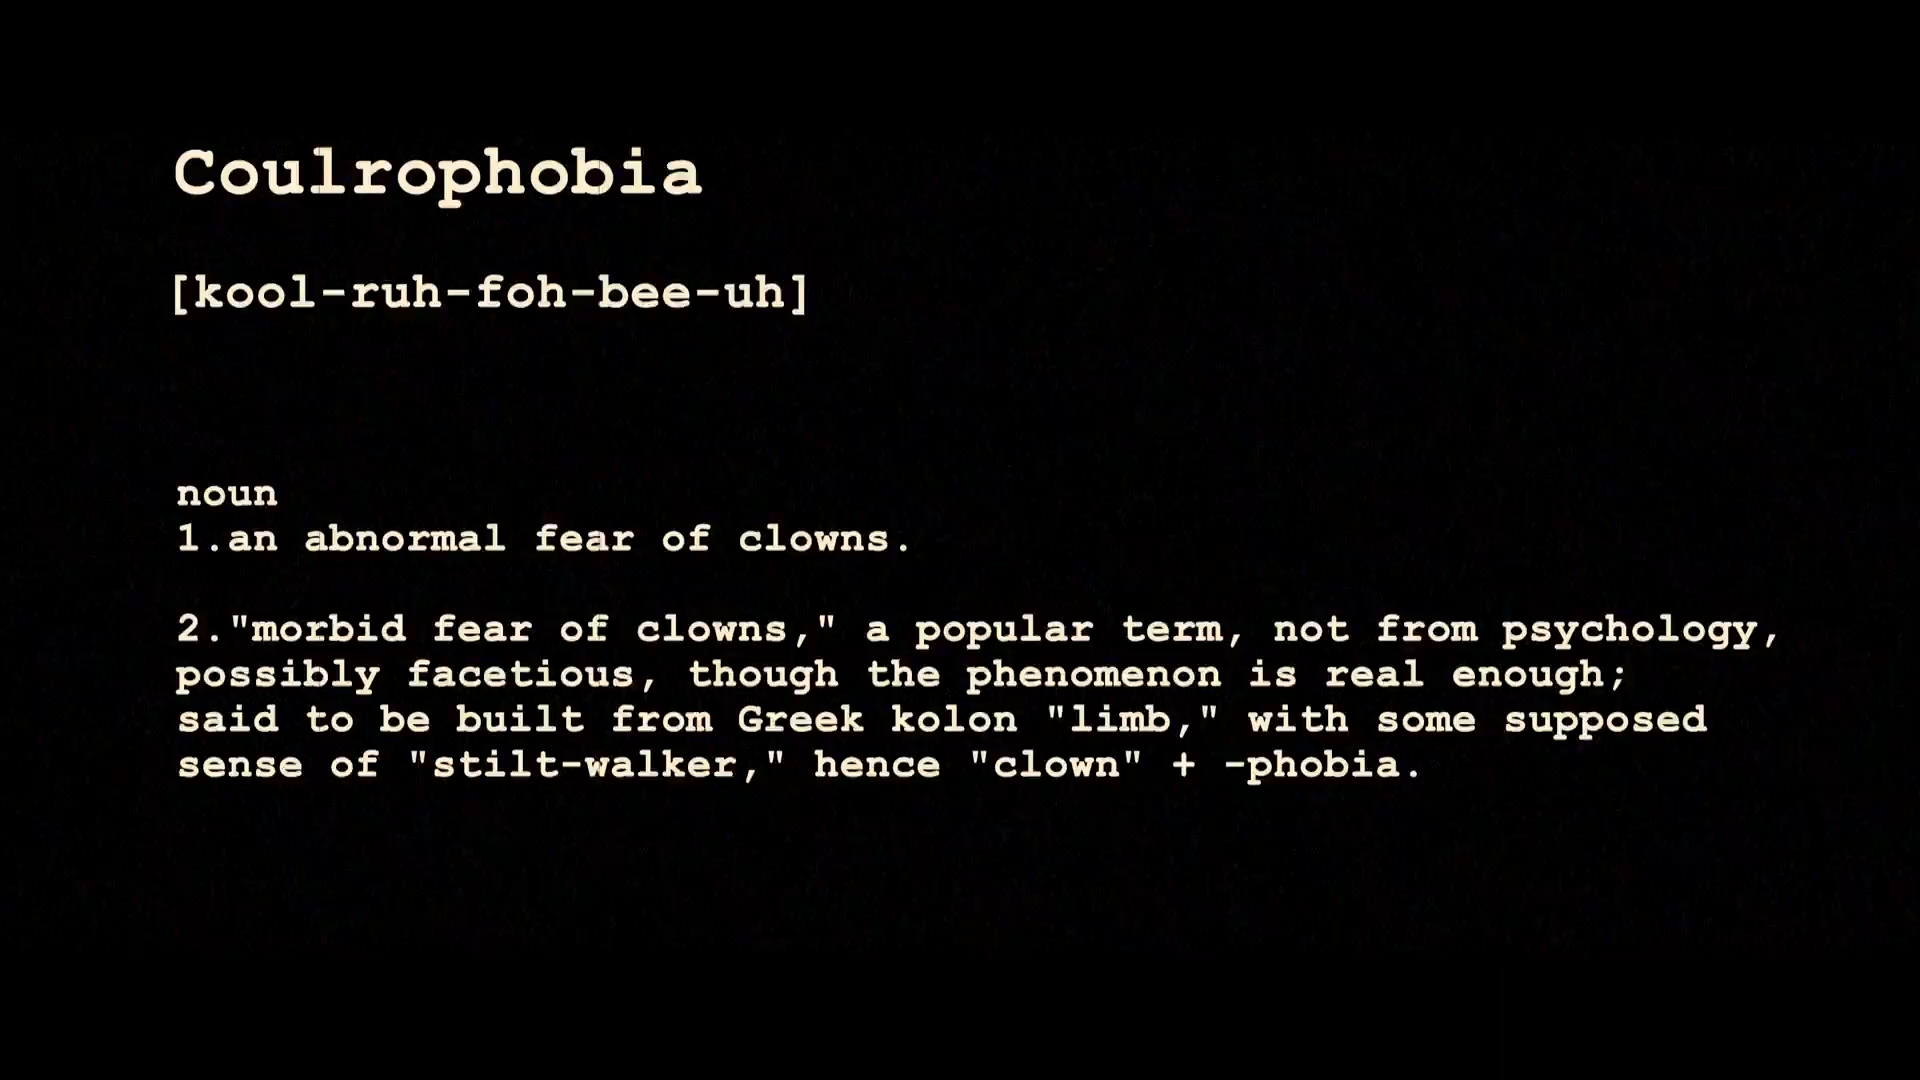 Coulrophobia
[kool-ruh-foh-bee-uh]
noun
1.an abnormal fear of clowns.
2."morbid fear of clowns," a popular term, not from psychology,
possibly facetious, though the phenomenon is real enough;
said to be built from Greek kolon "limb," with some supposed
sense of "stilt-walker," hence "clown" + -phobia.